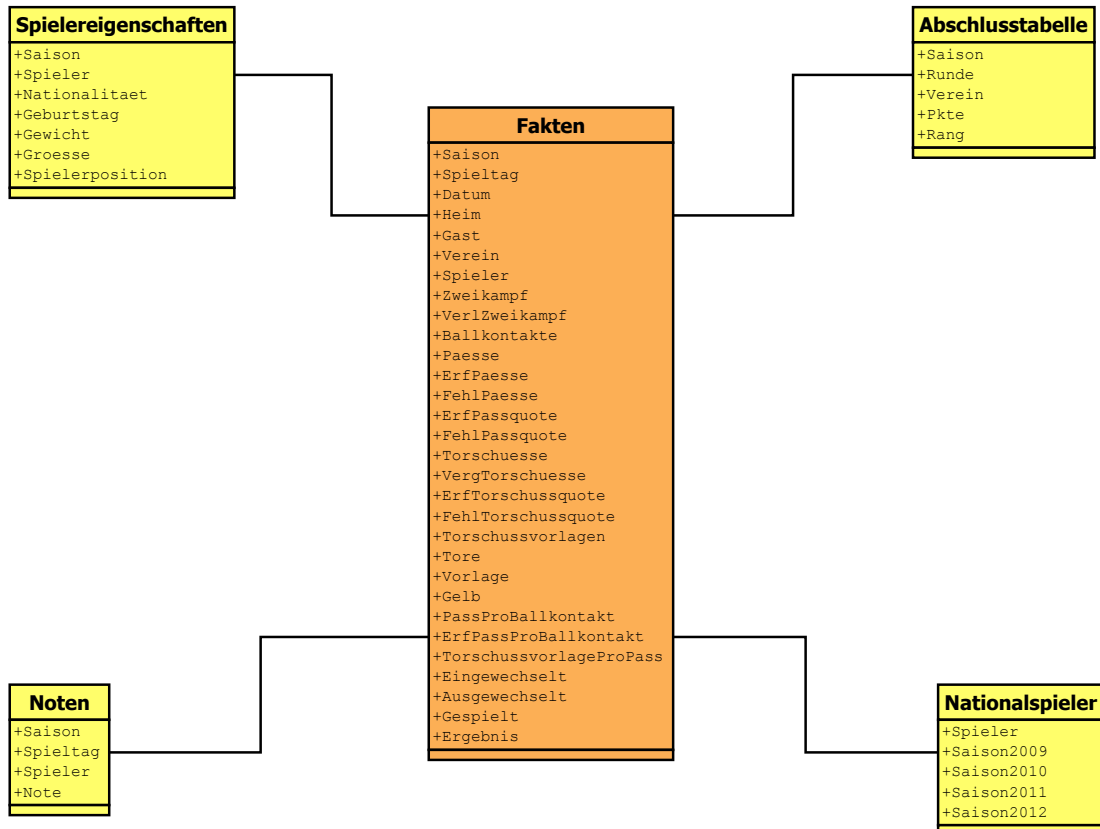 Spielereigenschaften
+Saison
+Spieler
+Nationalitaet
+Geburtstag
+Gewicht
+Groesse
+Spielerposition
Abschlusstabelle
+Saison
+Runde
+Verein
+Pkte
+Rang
Fakten
+Saison
+Spieltag
+Datum
+Heim
+Gast
+Verein
+Spieler
+Zweikampf
+VerlZweikampf
+Ballkontakte
+Paesse
+ErfPaesse
+FehlPaesse
+ErfPassquote
+FehlPassquote
+Torschuesse
+VergTorschuesse
+ErfTorschussquote
+FehlTorschussquote
+Torschussvorlagen
+Tore
+Vorlage
+Gelb
+PassProBallkontakt
+ErfPassProBallkontakt
+TorschussvorlageProPass
+Eingewechselt
+Ausgewechselt
+Gespielt
+Ergebnis
Noten
+Saison
+Spieltag
+Spieler
+Note
Nationalspieler
+Spieler
+Saison2009
+Saison2010
+Saison2011
+Saison2012